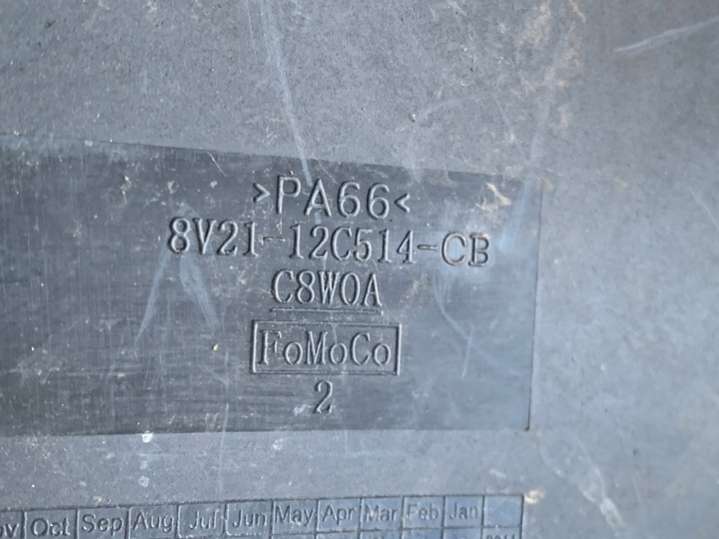 >PA66<
8V21-12C514-CB
C8W0A
FoMoCo
2
Oct Sep Aug Jul Jun May Apr Mar Feb Jan